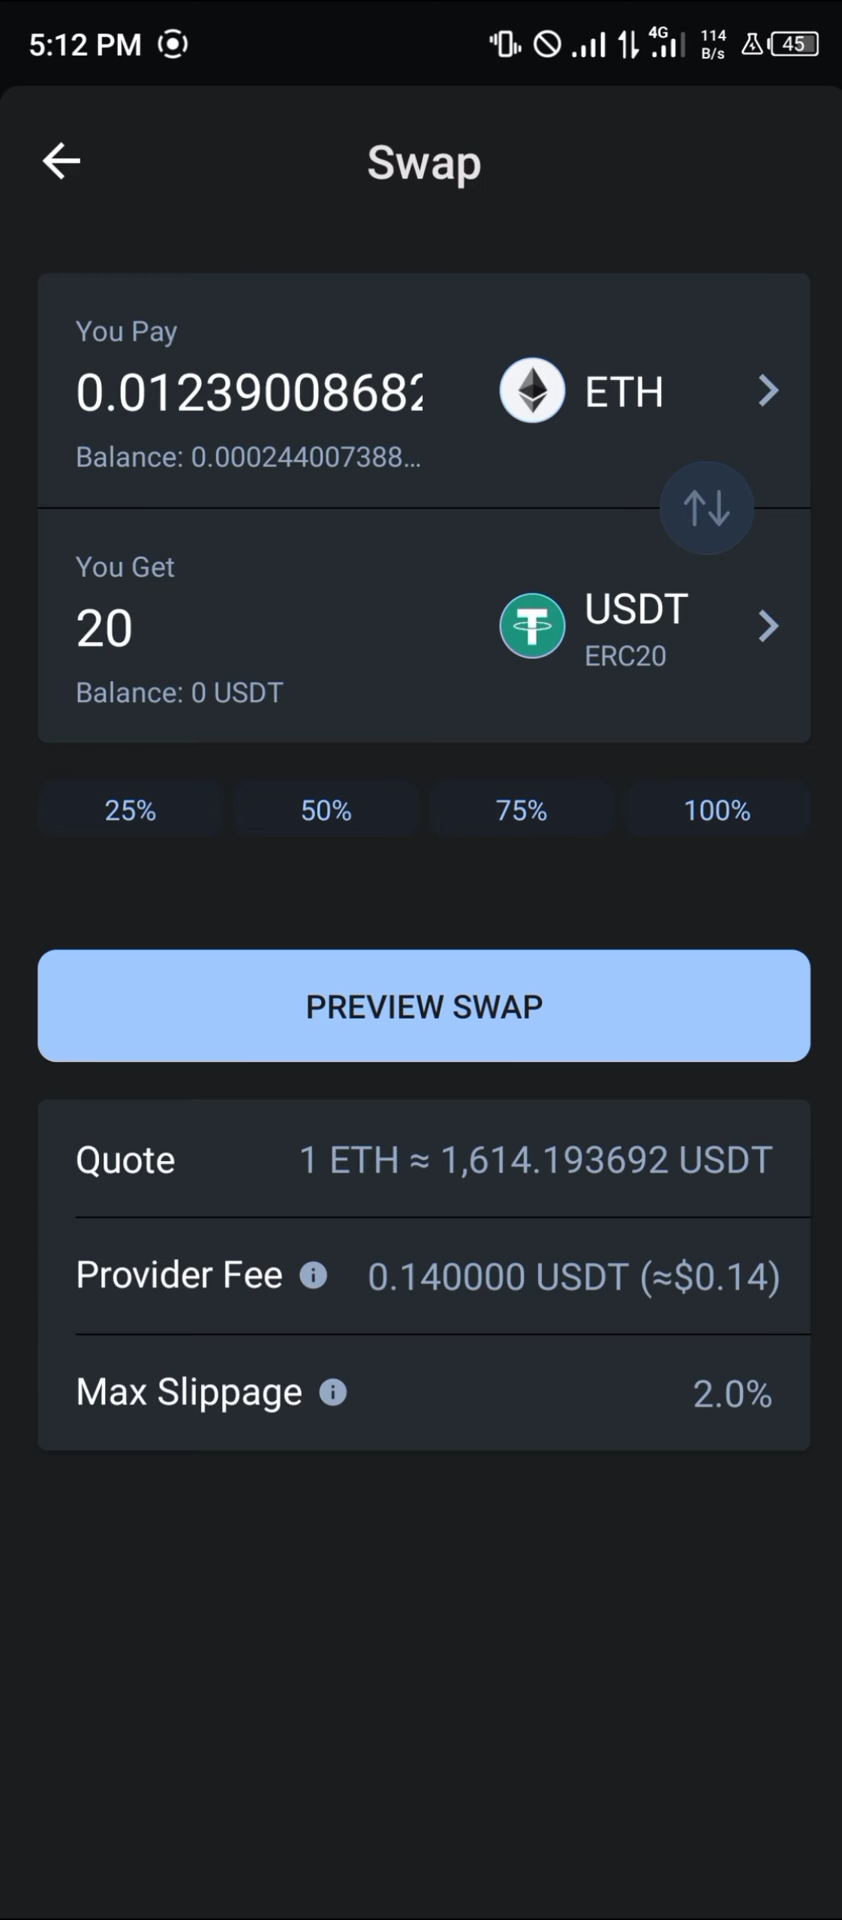 5:12 PM
4G
114
B/s
45
Swap
You Pay
0.01239008682
ETH
Balance: 0.000244007388...
You Get
20
USDT
ERC20
Balance: 0 USDT
25% 50% 75% 100%
PREVIEW SWAP
Quote 1 ETH ≈ 1,614.193692 USDT
Provider Fee 0.140000 USDT (≈$0.14)
Max Slippage 2.0%